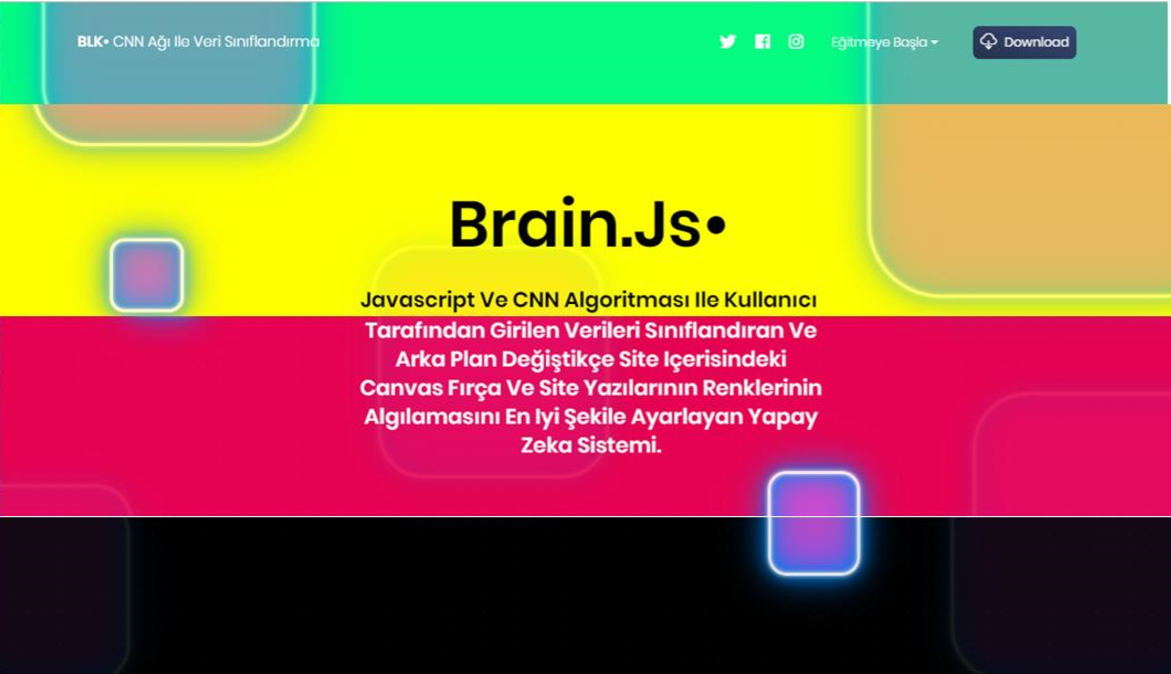 BLK• CNN Ağı Ile Veri Sınıflandırma
Eğitmeye Başla
Download
Brain.Js•
Javascript Ve CNN Algoritması Ile Kullanıcı
Tarafından Girilen Verileri Sınıflandıran Ve
Arka Plan Değiştikçe Site Içerisindeki
Canvas Fırça Ve Site Yazılarının Renklerinin
Algılamasını En Iyi Şekile Ayarlayan Yapay
Zeka Sistemi.